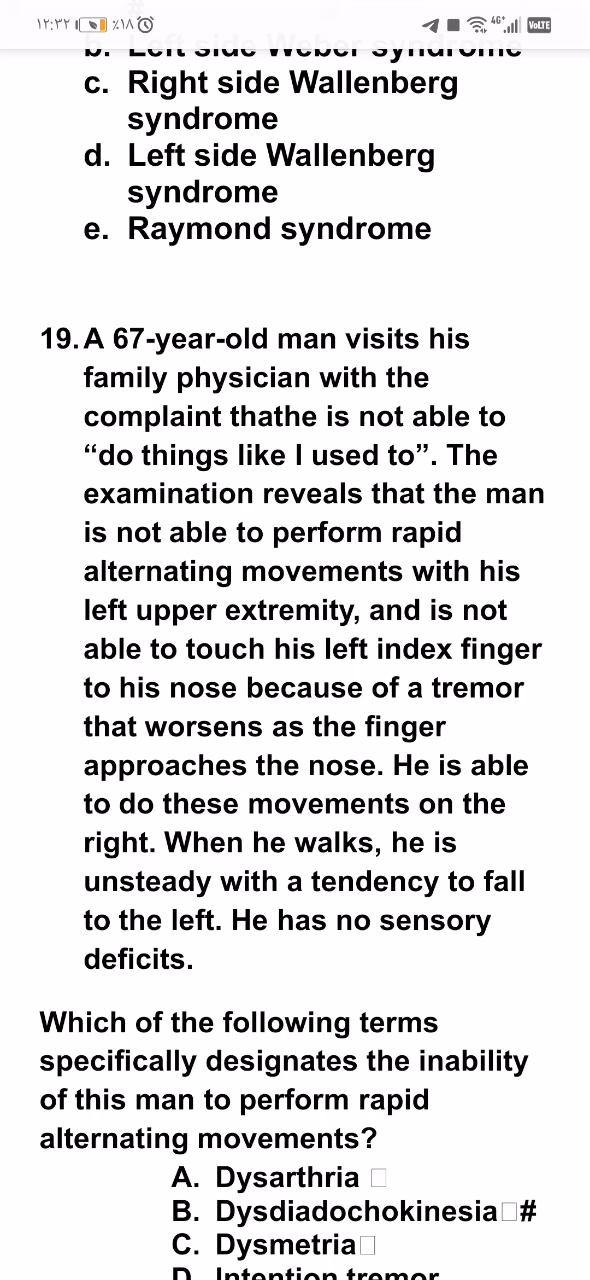 ۱۲:۳۲ ٪۱۸ 4G+ VoLTE
b. Left side Weber syndrome
c. Right side Wallenberg
syndrome
d. Left side Wallenberg
syndrome
e. Raymond syndrome
19. A 67-year-old man visits his
family physician with the
complaint thathe is not able to
“do things like I used to”. The
examination reveals that the man
is not able to perform rapid
alternating movements with his
left upper extremity, and is not
able to touch his left index finger
to his nose because of a tremor
that worsens as the finger
approaches the nose. He is able
to do these movements on the
right. When he walks, he is
unsteady with a tendency to fall
to the left. He has no sensory
deficits.
Which of the following terms
specifically designates the inability
of this man to perform rapid
alternating movements?
A. Dysarthria □
B. Dysdiadochokinesia□#
C. Dysmetria□
D. Intention tremor